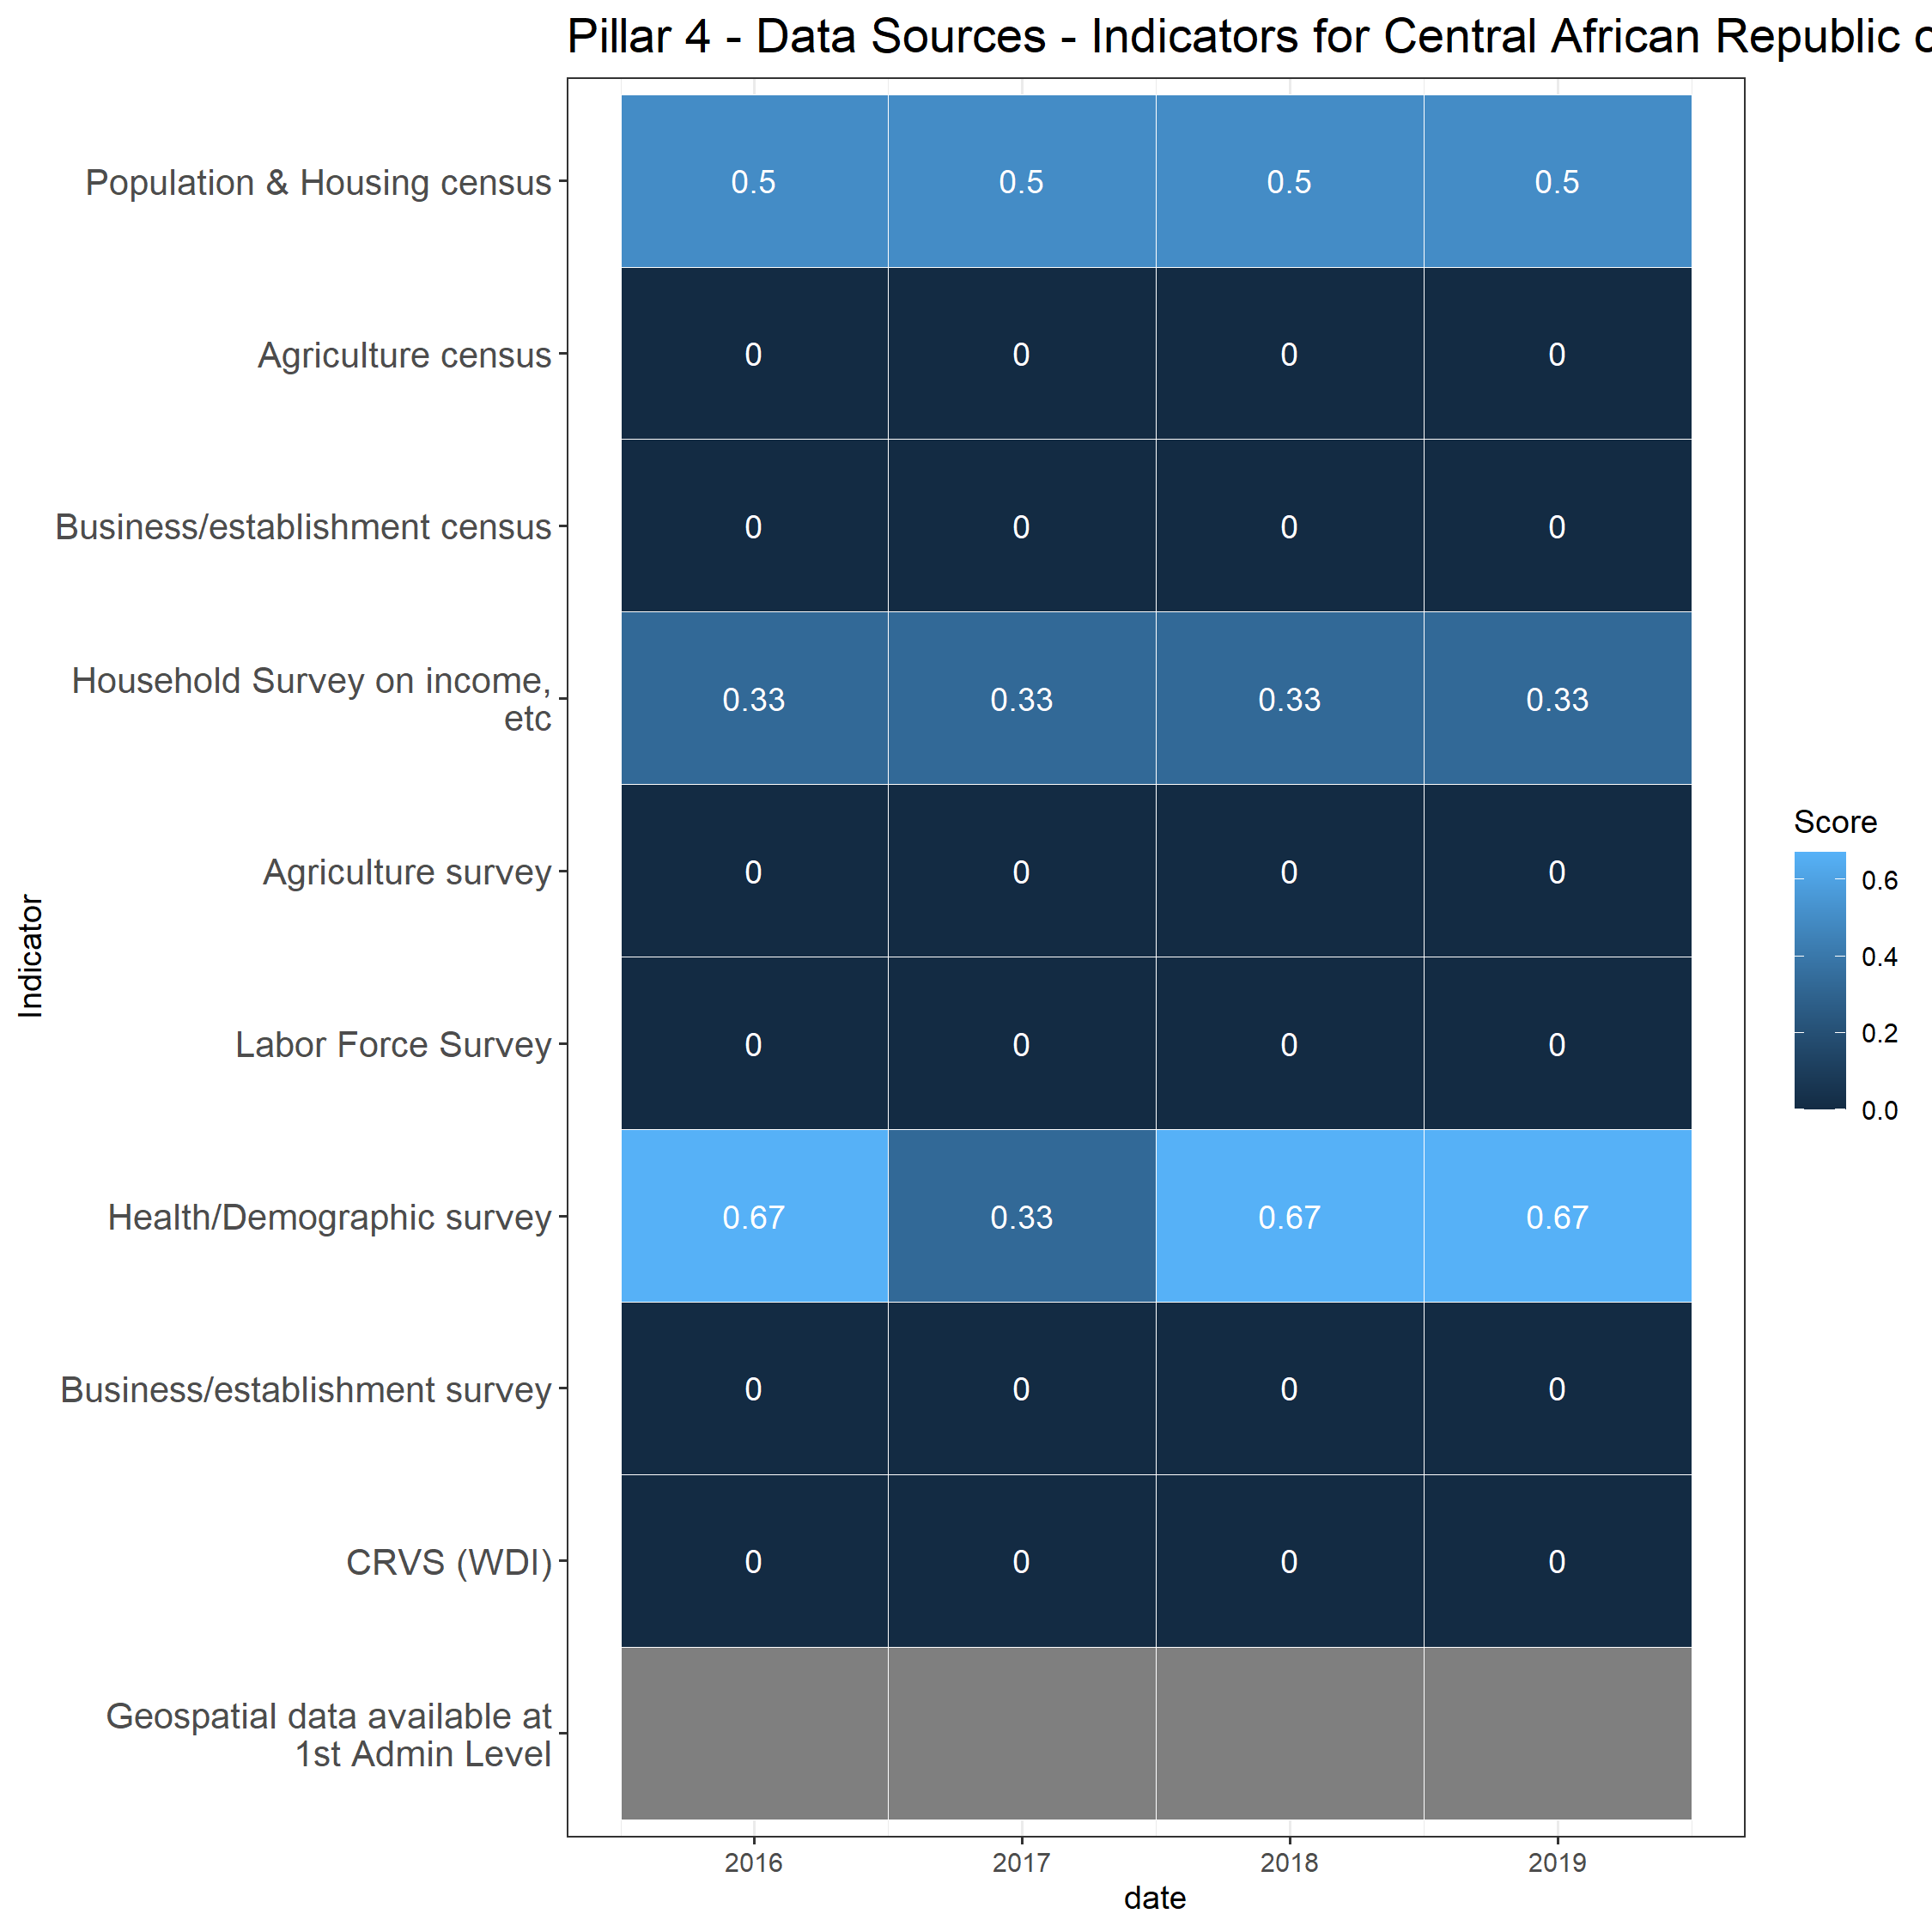 Pillar 4 - Data Sources - Indicators for Central African Republic
Population & Housing census
0.5 0.5 0.5 0.5
Agriculture census
0 0 0 0
Business/establishment census
0 0 0 0
Household Survey on income,
etc
0.33 0.33 0.33 0.33
Agriculture survey
0 0 0 0
Labor Force Survey
0 0 0 0
Health/Demographic survey
0.67 0.33 0.67 0.67
Business/establishment survey
0 0 0 0
CRVS (WDI)
0 0 0 0
Geospatial data available at
1st Admin Level
Indicator
2016 2017 2018 2019
date
Score
0.6
0.4
0.2
0.0